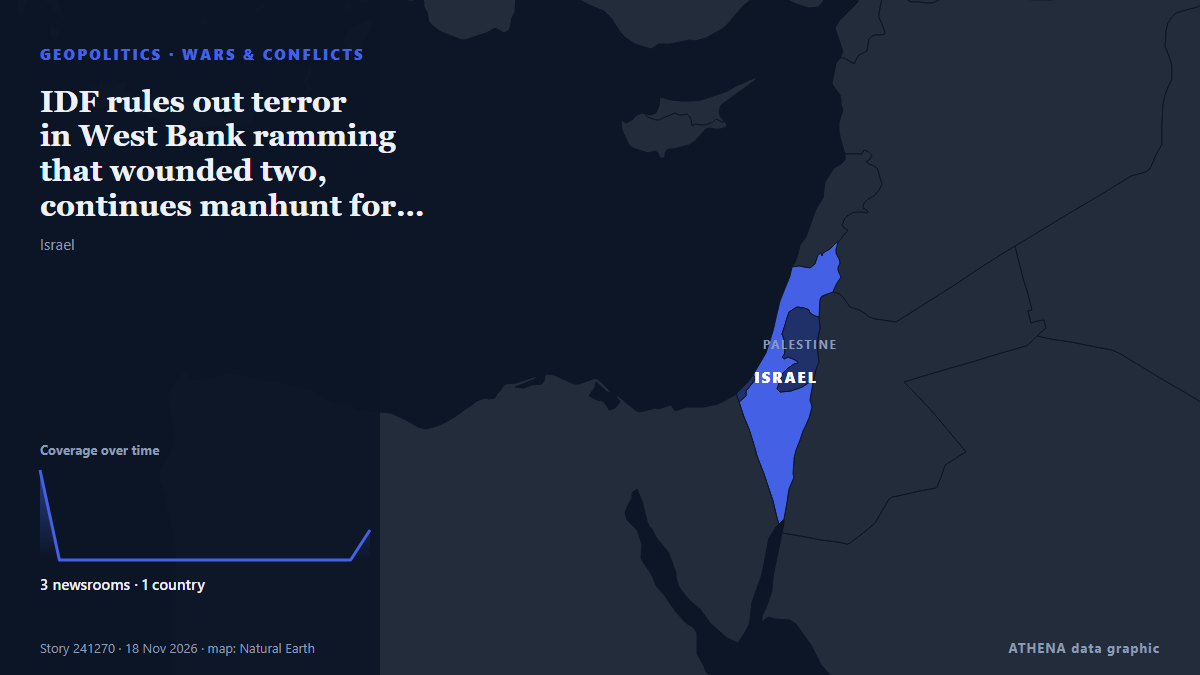 GEOPOLITICS · WARS & CONFLICTS
IDF rules out terror
in West Bank ramming
that wounded two,
continues manhunt for...
Israel
PALESTINE
ISRAEL
Coverage over time
3 newsrooms · 1 country
Story 241270 · 18 Nov 2026 · map: Natural Earth
ATHENA data graphic